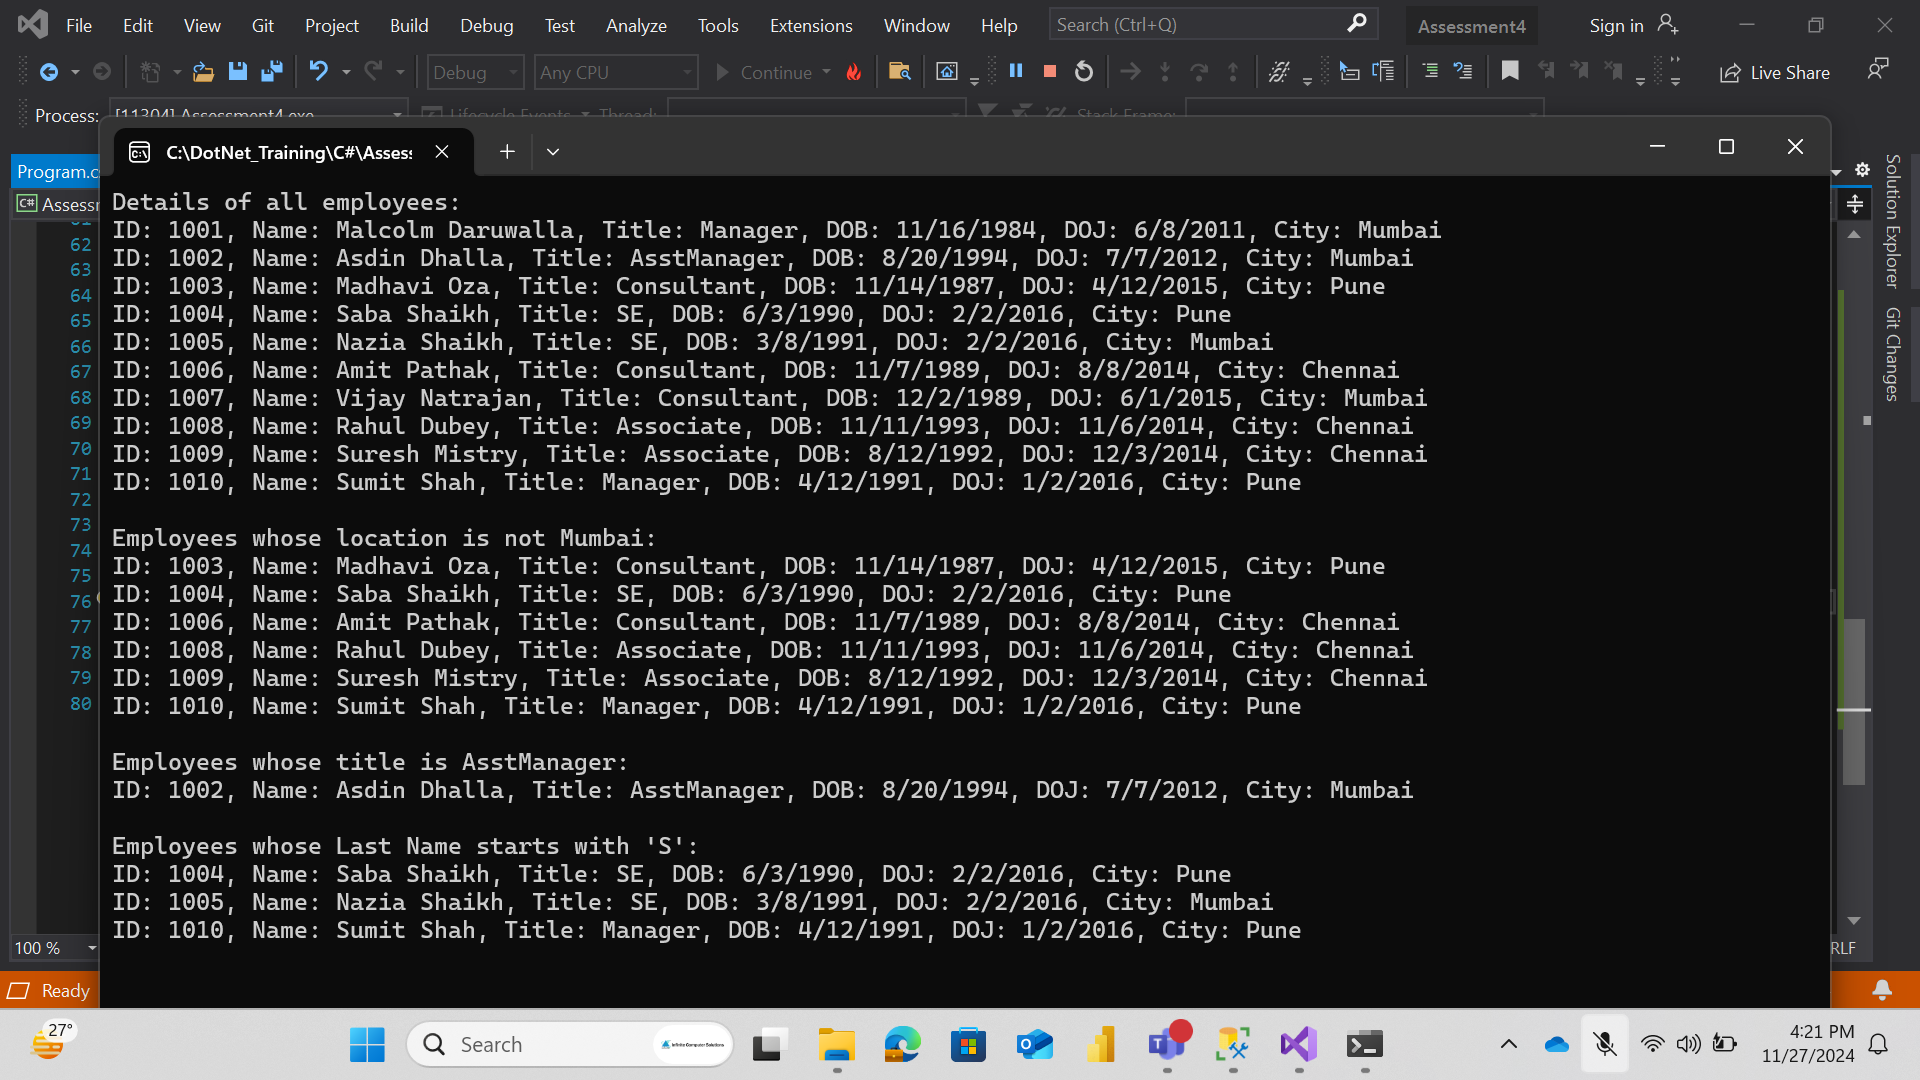 File Edit View Git Project Build Debug Test Analyze Tools Extensions Window Help Search (Ctrl+Q) Assessment4 Sign in
Debug Any CPU Continue Live Share
Process: [11304] Assessment4.exe Lifecycle Events Thread: Stack Frame:
C:\DotNet_Training\C#\Assess
Program.c
C# Assessn
Details of all employees:
ID: 1001, Name: Malcolm Daruwalla, Title: Manager, DOB: 11/16/1984, DOJ: 6/8/2011, City: Mumbai
ID: 1002, Name: Asdin Dhalla, Title: AsstManager, DOB: 8/20/1994, DOJ: 7/7/2012, City: Mumbai
ID: 1003, Name: Madhavi Oza, Title: Consultant, DOB: 11/14/1987, DOJ: 4/12/2015, City: Pune
ID: 1004, Name: Saba Shaikh, Title: SE, DOB: 6/3/1990, DOJ: 2/2/2016, City: Pune
ID: 1005, Name: Nazia Shaikh, Title: SE, DOB: 3/8/1991, DOJ: 2/2/2016, City: Mumbai
ID: 1006, Name: Amit Pathak, Title: Consultant, DOB: 11/7/1989, DOJ: 8/8/2014, City: Chennai
ID: 1007, Name: Vijay Natrajan, Title: Consultant, DOB: 12/2/1989, DOJ: 6/1/2015, City: Mumbai
ID: 1008, Name: Rahul Dubey, Title: Associate, DOB: 11/11/1993, DOJ: 11/6/2014, City: Chennai
ID: 1009, Name: Suresh Mistry, Title: Associate, DOB: 8/12/1992, DOJ: 12/3/2014, City: Chennai
ID: 1010, Name: Sumit Shah, Title: Manager, DOB: 4/12/1991, DOJ: 1/2/2016, City: Pune
Employees whose location is not Mumbai:
ID: 1003, Name: Madhavi Oza, Title: Consultant, DOB: 11/14/1987, DOJ: 4/12/2015, City: Pune
ID: 1004, Name: Saba Shaikh, Title: SE, DOB: 6/3/1990, DOJ: 2/2/2016, City: Pune
ID: 1006, Name: Amit Pathak, Title: Consultant, DOB: 11/7/1989, DOJ: 8/8/2014, City: Chennai
ID: 1008, Name: Rahul Dubey, Title: Associate, DOB: 11/11/1993, DOJ: 11/6/2014, City: Chennai
ID: 1009, Name: Suresh Mistry, Title: Associate, DOB: 8/12/1992, DOJ: 12/3/2014, City: Chennai
ID: 1010, Name: Sumit Shah, Title: Manager, DOB: 4/12/1991, DOJ: 1/2/2016, City: Pune
Employees whose title is AsstManager:
ID: 1002, Name: Asdin Dhalla, Title: AsstManager, DOB: 8/20/1994, DOJ: 7/7/2012, City: Mumbai
Employees whose Last Name starts with 'S':
ID: 1004, Name: Saba Shaikh, Title: SE, DOB: 6/3/1990, DOJ: 2/2/2016, City: Pune
ID: 1005, Name: Nazia Shaikh, Title: SE, DOB: 3/8/1991, DOJ: 2/2/2016, City: Mumbai
ID: 1010, Name: Sumit Shah, Title: Manager, DOB: 4/12/1991, DOJ: 1/2/2016, City: Pune
61
62
63
64
65
66
67
68
69
70
71
72
73
74
75
76
77
78
79
80
Solution Explorer
Git Changes
100 %
RLF
Ready
27°
Search
Infinite Computer Solutions
4:21 PM
11/27/2024